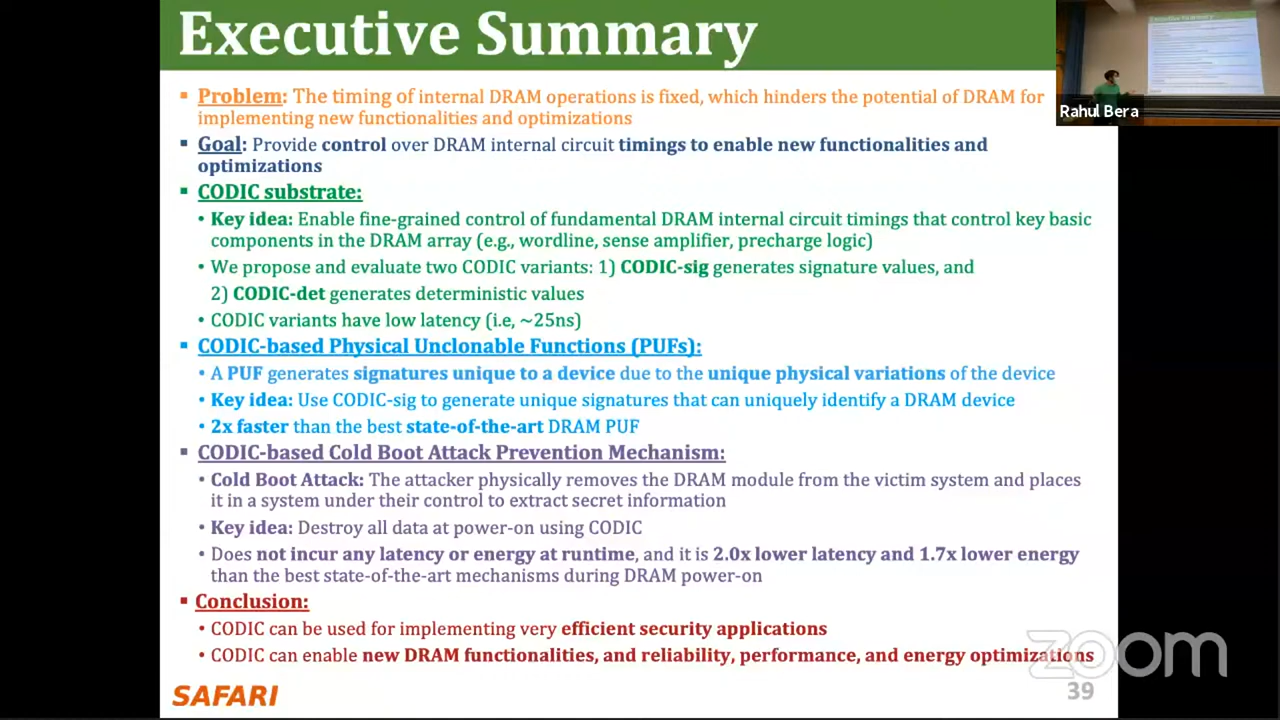 Executive Summary
Rahul Bera
▪ Problem: The timing of internal DRAM operations is fixed, which hinders the potential of DRAM for
implementing new functionalities and optimizations
▪ Goal: Provide control over DRAM internal circuit timings to enable new functionalities and
optimizations
▪ CODIC substrate:
• Key idea: Enable fine-grained control of fundamental DRAM internal circuit timings that control key basic
components in the DRAM array (e.g., wordline, sense amplifier, precharge logic)
• We propose and evaluate two CODIC variants: 1) CODIC-sig generates signature values, and
2) CODIC-det generates deterministic values
• CODIC variants have low latency (i.e, ~25ns)
▪ CODIC-based Physical Unclonable Functions (PUFs):
• A PUF generates signatures unique to a device due to the unique physical variations of the device
• Key idea: Use CODIC-sig to generate unique signatures that can uniquely identify a DRAM device
• 2x faster than the best state-of-the-art DRAM PUF
▪ CODIC-based Cold Boot Attack Prevention Mechanism:
• Cold Boot Attack: The attacker physically removes the DRAM module from the victim system and places
it in a system under their control to extract secret information
• Key idea: Destroy all data at power-on using CODIC
• Does not incur any latency or energy at runtime, and it is 2.0x lower latency and 1.7x lower energy
than the best state-of-the-art mechanisms during DRAM power-on
▪ Conclusion:
• CODIC can be used for implementing very efficient security applications
• CODIC can enable new DRAM functionalities, and reliability, performance, and energy optimizations
zoom
SAFARI
39